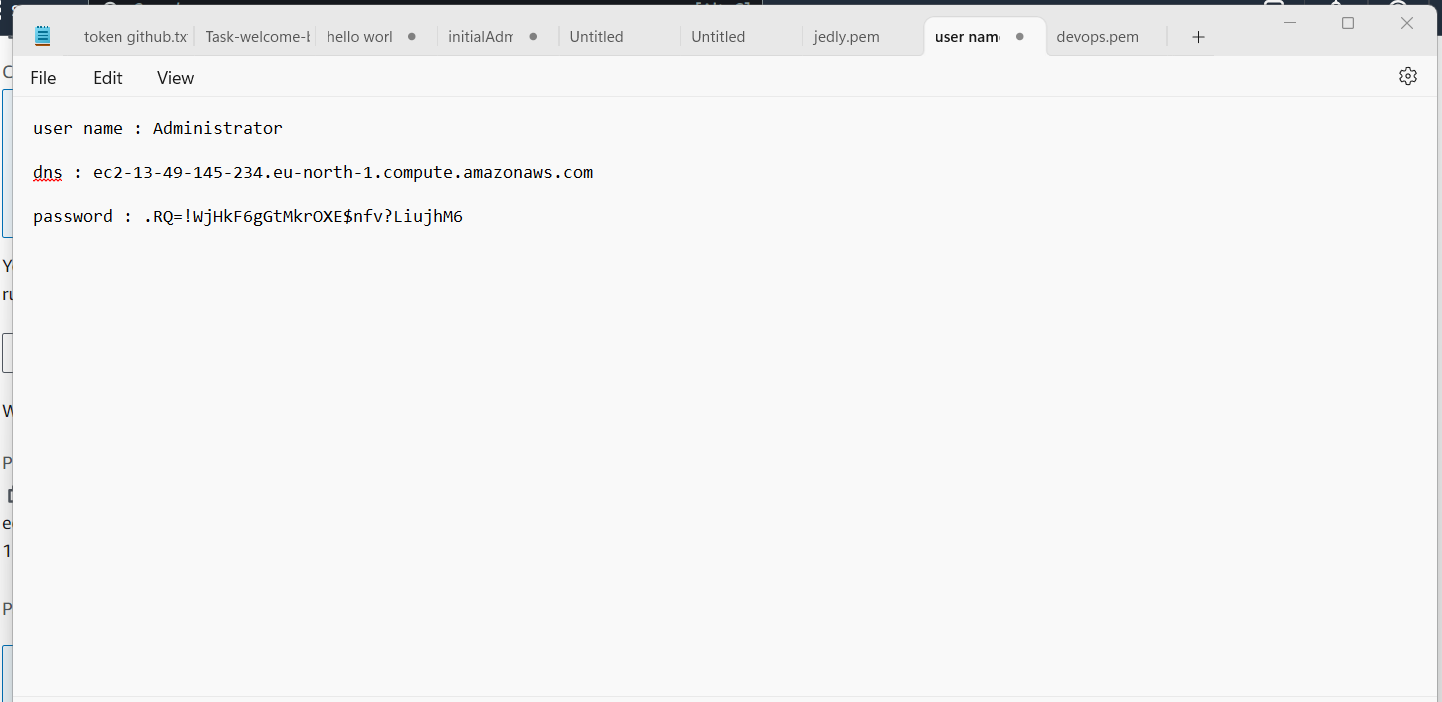 token github.tx Task-welcome-b hello worl initialAdm Untitled Untitled jedly.pem user nam devops.pem
File Edit View
user name : Administrator
dns : ec2-13-49-145-234.eu-north-1.compute.amazonaws.com
password : .RQ=!WjHkF6gGtMkrOXE$nfv?LiujhM6